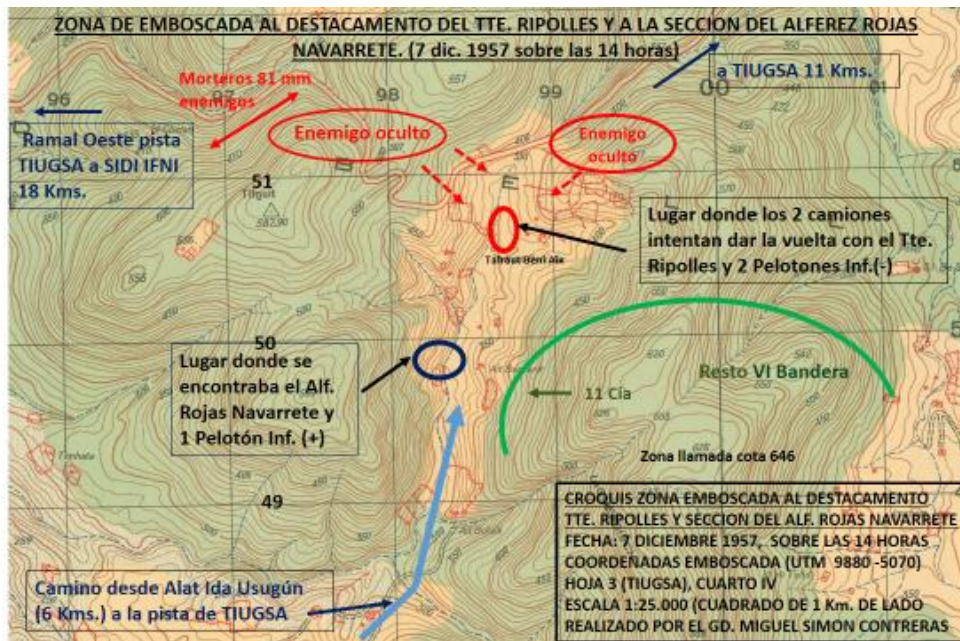 ZONA DE EMBOSCADA AL DESTACAMENTO DEL TTE. RIPOLLES Y A LA SECCION DEL ALFEREZ ROJAS
NAVARRETE. (7 dic. 1957 sobre las 14 horas)
a TIUGSA 11 Kms.
Morteros 81 mm
enemigos
96
98
99
00
01
Enemigo oculto
Enemigo
oculto
Ramal Oeste pista
TIUGSA a SIDI IFNI
18 Kms.
51
Lugar donde los 2 camiones
intentan dar la vuelta con el Tte.
Ripolles y 2 Pelotones Inf.(-)
50
Lugar donde se
encontraba el Alf.
Rojas Navarrete y
1 Pelotón Inf. (+)
Resto VI Bandera
11 Cía
Zona llamada cota 646
49
CROQUIS ZONA EMBOSCADA AL DESTACAMENTO
TTE. RIPOLLES Y SECCION DEL ALF. ROJAS NAVARRETE
FECHA: 7 DICIEMBRE 1957, SOBRE LAS 14 HORAS
COORDENADAS EMBOSCADA (UTM 9880 -5070)
HOJA 3 (TIUGSA), CUARTO IV
ESCALA 1:25.000 (CUADRADO DE 1 Km. DE LADO
REALIZADO POR EL GD. MIGUEL SIMON CONTRERAS
Camino desde Alat Ida Usugún
(6 Kms.) a la pista de TIUGSA